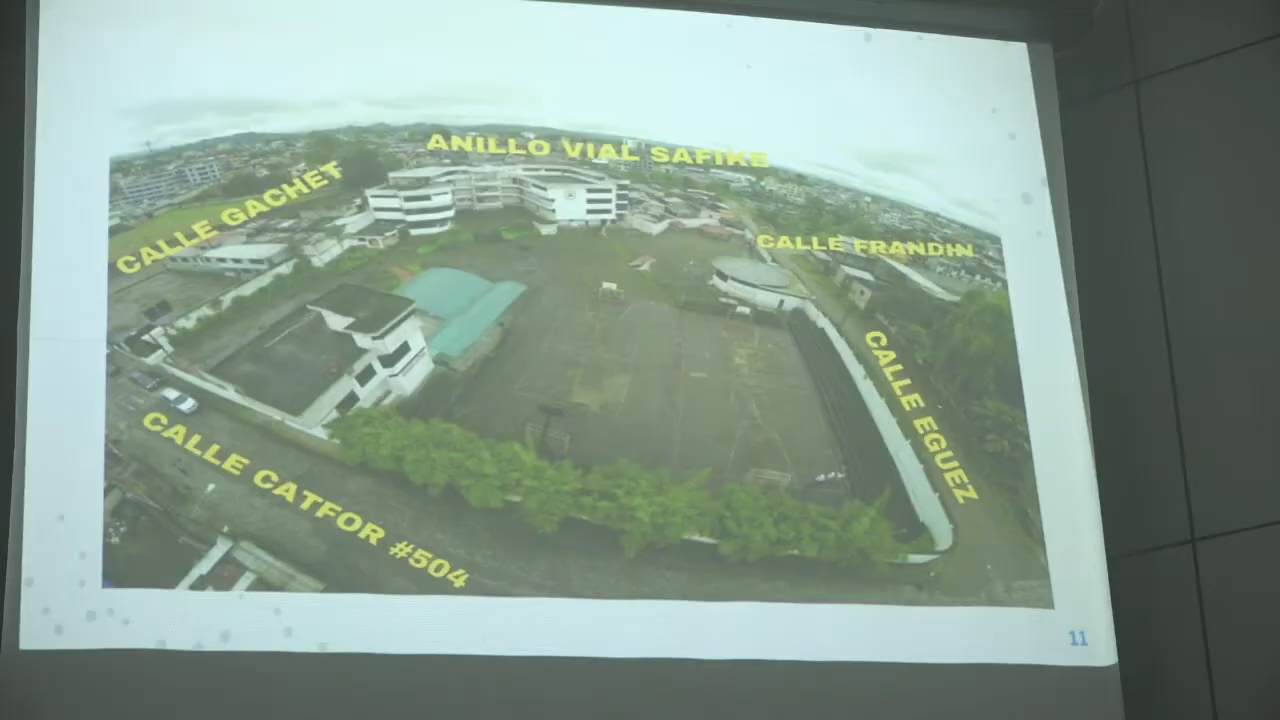 ANILLO VIAL SAFIKE
CALLE GACHET
CALLE FRANDIN
CALLE EGUEZ
CALLE CATFOR #504
11